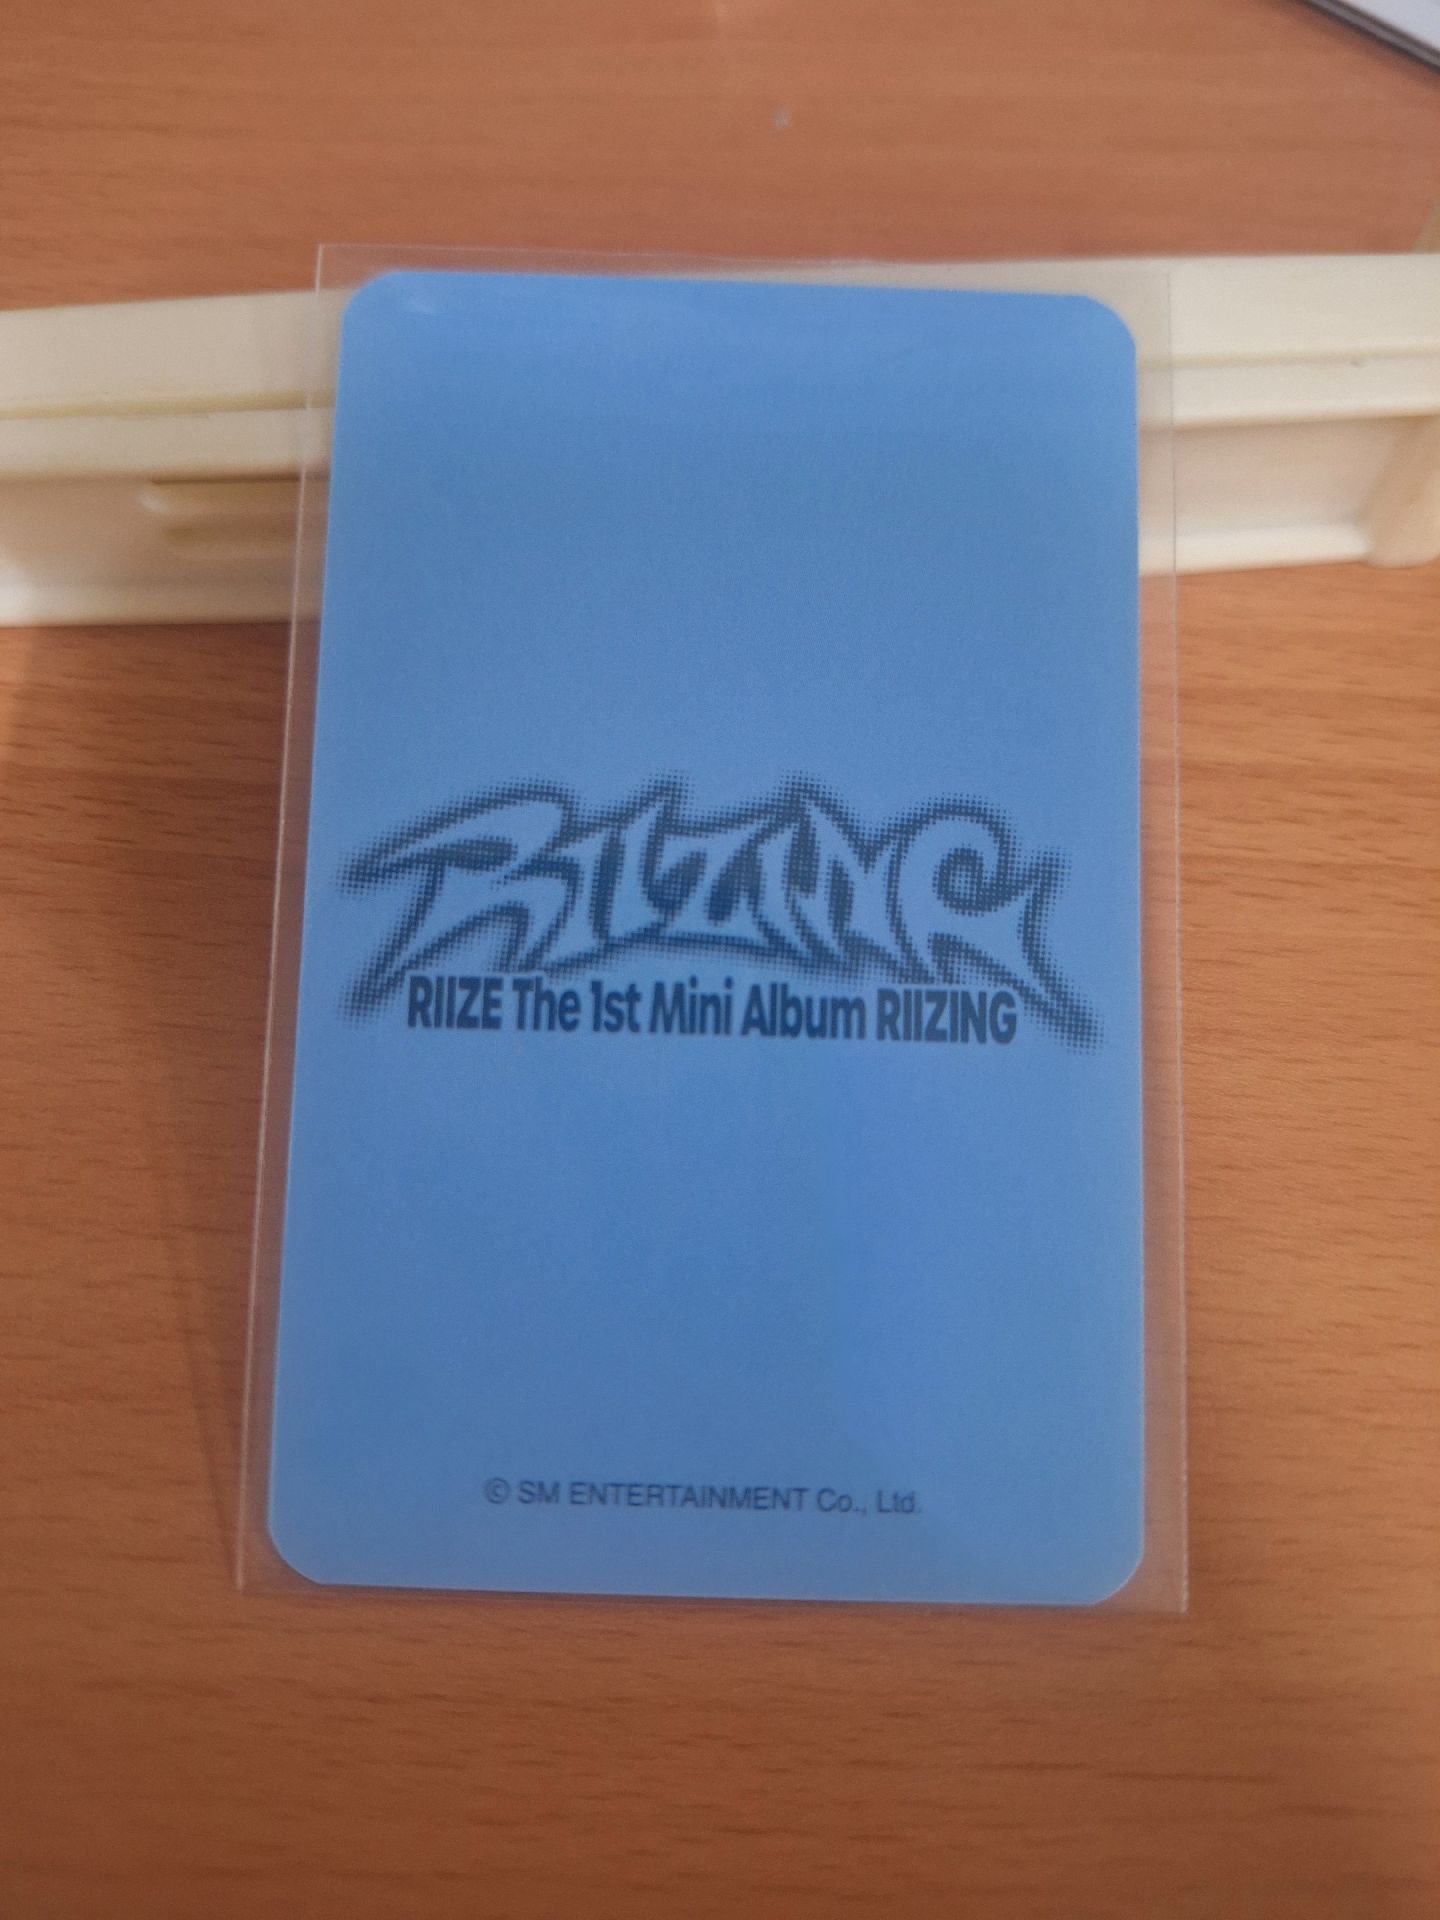 RIIZING
RIIZE The 1st Mini Album RIIZING
© SM ENTERTAINMENT Co., Ltd.